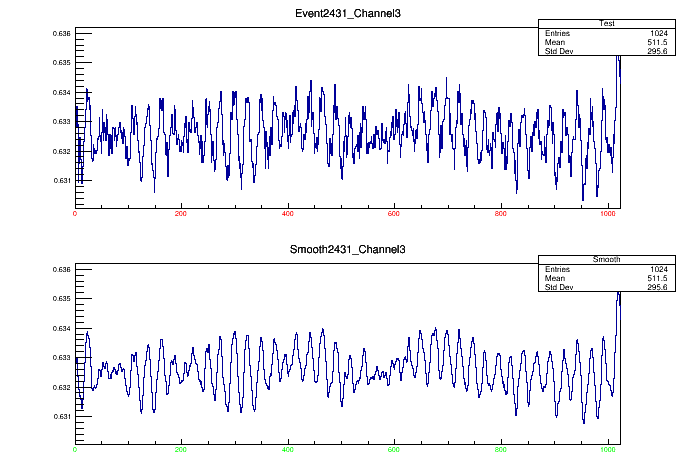 Event2431_Channel3
Test
Entries 1024
Mean 511.5
Std Dev 295.6
0.636
0.635
0.634
0.633
0.632
0.631
0 200 400 600 800 1000
Smooth2431_Channel3
Smooth
Entries 1024
Mean 511.5
Std Dev 295.6
0.636
0.635
0.634
0.633
0.632
0.631
0 200 400 600 800 1000